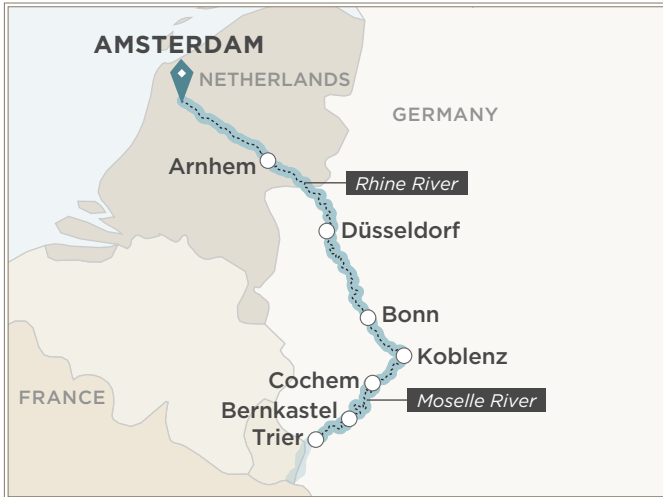 AMSTERDAM
NETHERLANDS
GERMANY
Arnhem
Rhine River
Düsseldorf
Bonn
Koblenz
Cochem
FRANCE
Moselle River
Bernkastel
Trier